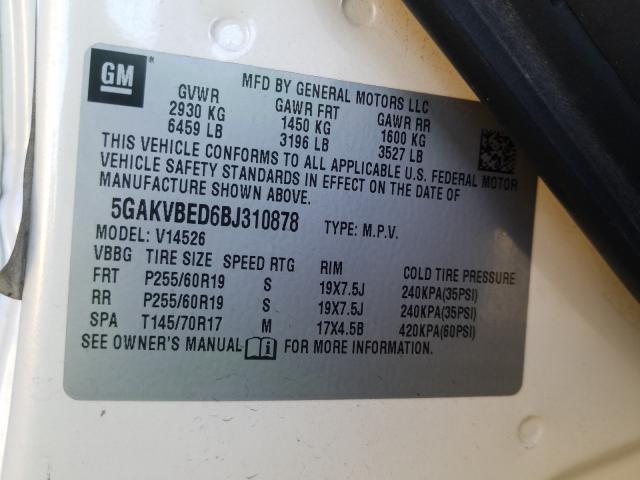 GM
MFD BY GENERAL MOTORS LLC
GVWR GAWR FRT GAWR RR
2930 KG 1450 KG 1600 KG
6459 LB 3196 LB 3527 LB
THIS VEHICLE CONFORMS TO ALL APPLICABLE U.S. FEDERAL MOTOR
VEHICLE SAFETY STANDARDS IN EFFECT ON THE DATE OF
MANUFACTURE SHOWN ABOVE.
5GAKVBED6BJ310878 TYPE: M.P.V.
MODEL: V14526
VBBG TIRE SIZE SPEED RTG RIM COLD TIRE PRESSURE
FRT P255/60R19 S 19X7.5J 240KPA(35PSI)
RR P255/60R19 S 19X7.5J 240KPA(35PSI)
SPA T145/70R17 M 17X4.5B 420KPA(60PSI)
SEE OWNER'S MANUAL FOR MORE INFORMATION.